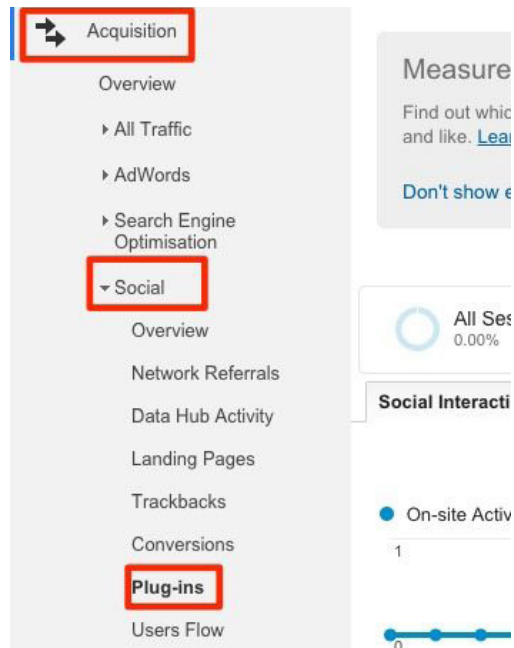 Acquisition
Overview
All Traffic
AdWords
Search Engine
Optimisation
Social
Overview
Network Referrals
Data Hub Activity
Landing Pages
Trackbacks
Conversions
Plug-ins
Users Flow
Measure
Find out whic
and like. Lear
Don't show e
All Ses
0.00%
Social Interacti
On-site Activ
1
0